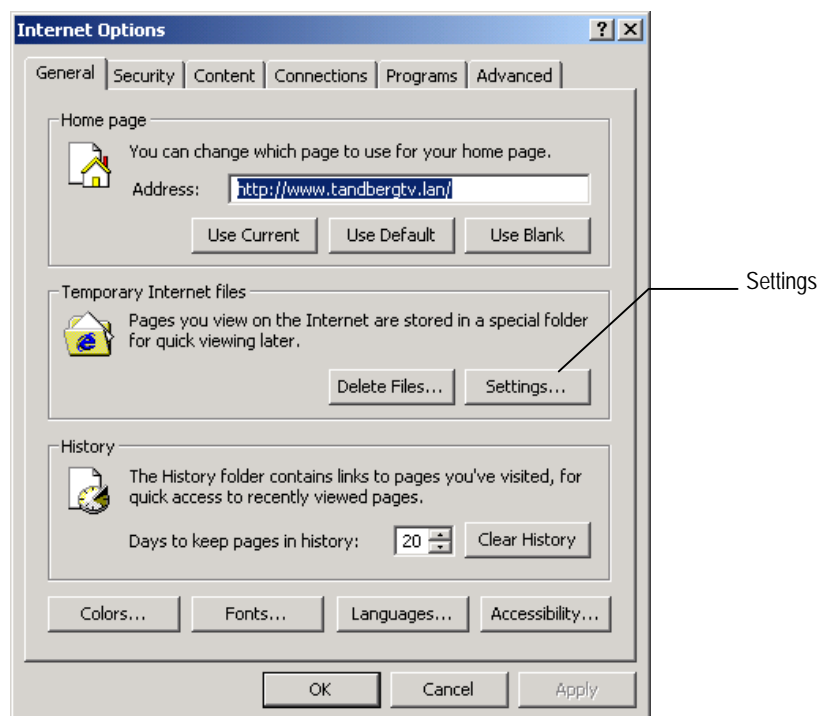 Internet Options
General Security Content Connections Programs Advanced
Home page
You can change which page to use for your home page.
Address: http://www.tandbergtv.lan/
Use Current Use Default Use Blank
Temporary Internet files
Pages you view on the Internet are stored in a special folder
for quick viewing later.
Delete Files... Settings...
Settings
History
The History folder contains links to pages you've visited, for
quick access to recently viewed pages.
Days to keep pages in history: 20 Clear History
Colors... Fonts... Languages... Accessibility...
OK Cancel Apply